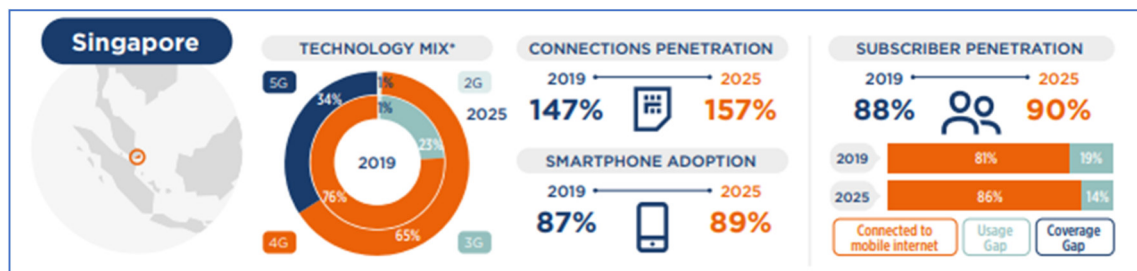 Singapore
TECHNOLOGY MIX*
5G
2G
34%
1%
1%
2025
23%
2019
76%
65%
4G
3G
CONNECTIONS PENETRATION
2019 2025
147% 157%
SMARTPHONE ADOPTION
2019 2025
87% 89%
SUBSCRIBER PENETRATION
2019 2025
88% 90%
2019 81% 19%
2025 86% 14%
Connected to
mobile internet
Usage
Gap
Coverage
Gap